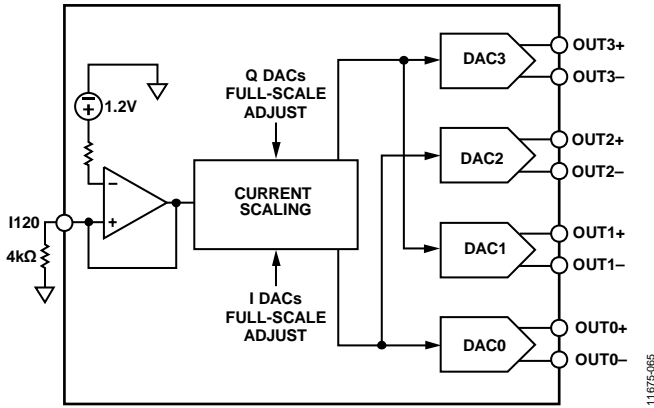 1.2V
−
+
−
+
I120
4kΩ
Q DACs
FULL-SCALE
ADJUST
CURRENT
SCALING
I DACs
FULL-SCALE
ADJUST
DAC3
OUT3+
OUT3−
DAC2
OUT2+
OUT2−
DAC1
OUT1+
OUT1−
DAC0
OUT0+
OUT0−
11675-065